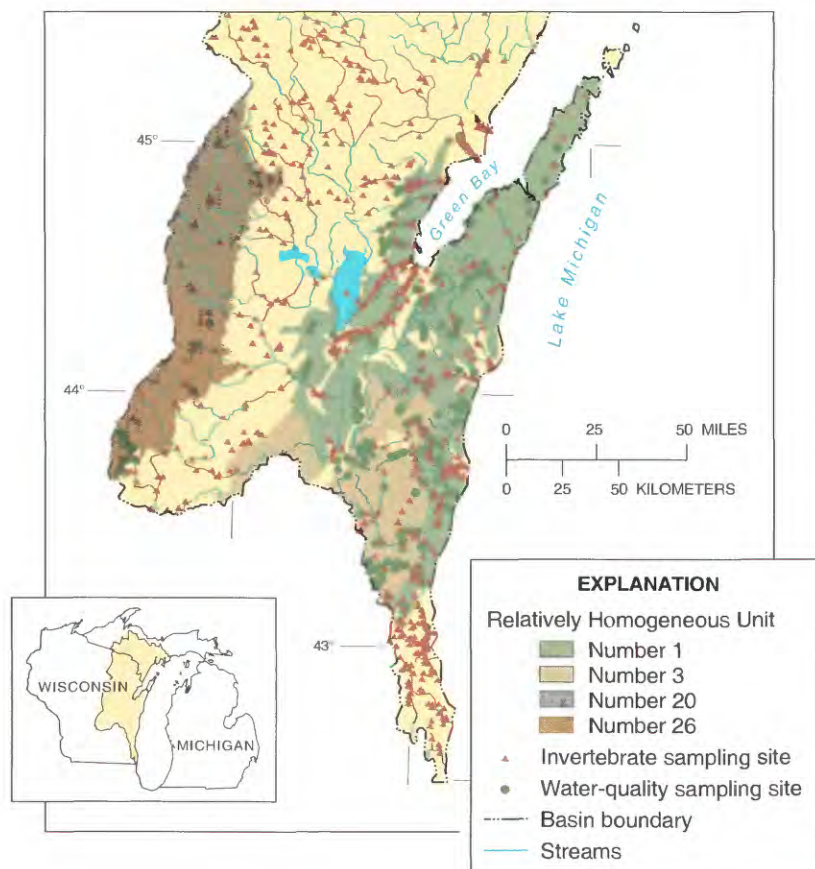 45°
Green Bay
Lake Michigan
44°
0 25 50 MILES
0 25 50 KILOMETERS
43°
WISCONSIN
MICHIGAN
EXPLANATION
Relatively Homogeneous Unit
Number 1
Number 3
Number 20
Number 26
Invertebrate sampling site
Water-quality sampling site
Basin boundary
Streams